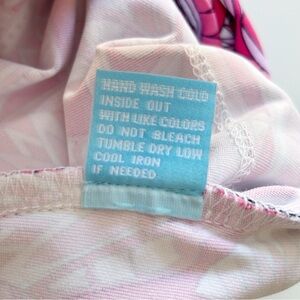 HAND WASH COLD
INSIDE OUT
WITH LIKE COLORS
DO NOT BLEACH
TUMBLE DRY LOW
COOL IRON
IF NEEDED